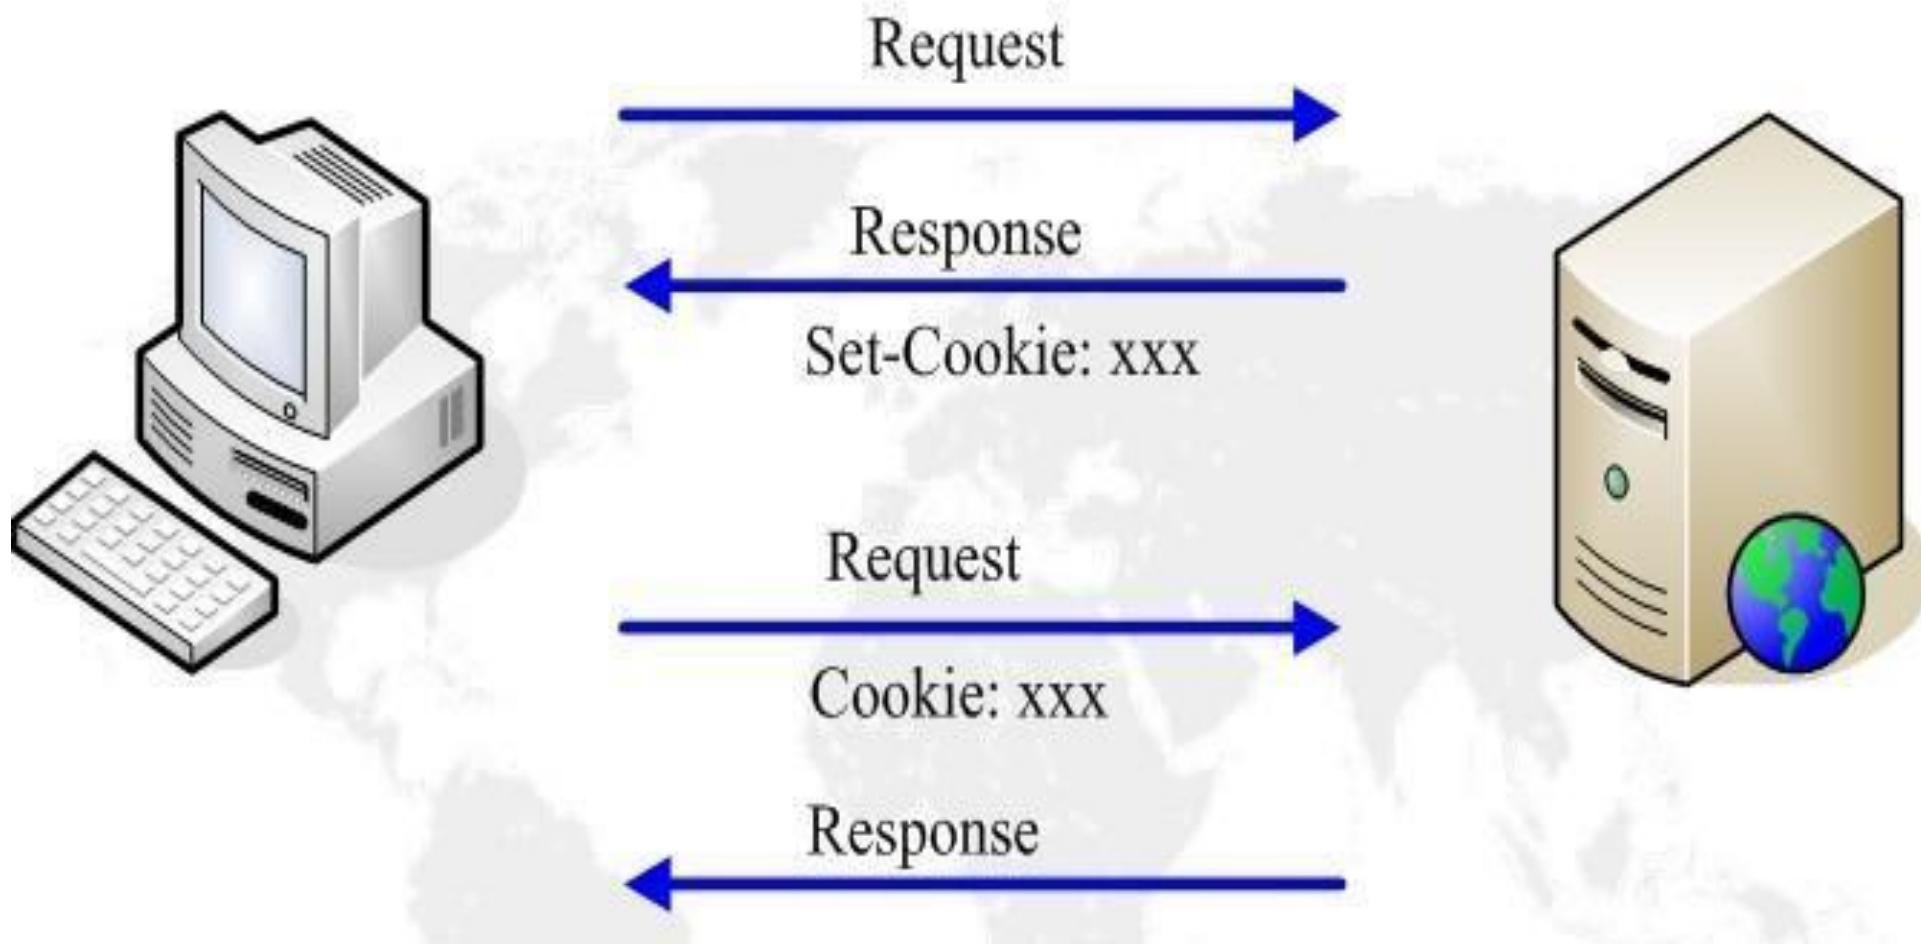 Request
Response
Set-Cookie: xxx
Request
Cookie: xxx
Response